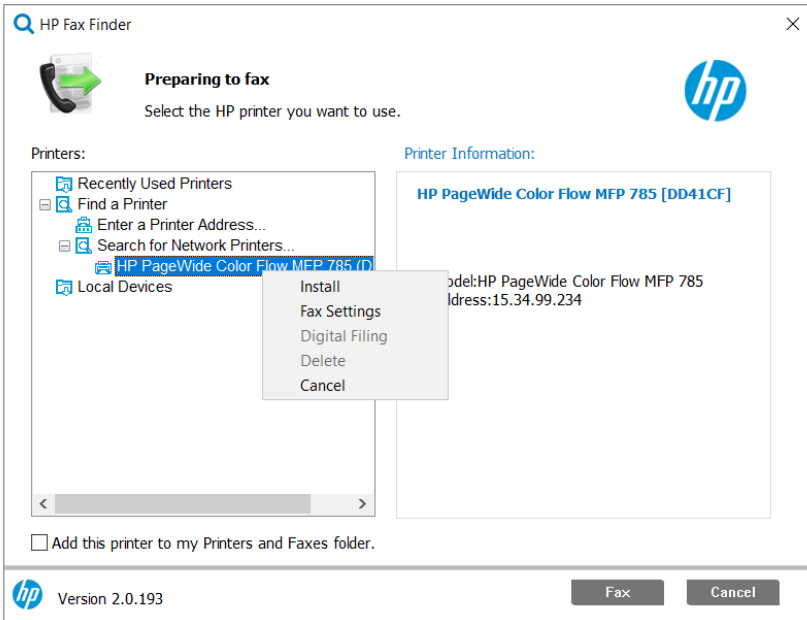 HP Fax Finder
Preparing to fax
Select the HP printer you want to use.
hp
Printers:
Printer Information:
Recently Used Printers
Find a Printer
Enter a Printer Address...
Search for Network Printers...
HP PageWide Color Flow MFP 785 (D
Local Devices
Install
Fax Settings
Digital Filing
Delete
Cancel
HP PageWide Color Flow MFP 785 [DD41CF]
odel:HP PageWide Color Flow MFP 785
ldress:15.34.99.234
Add this printer to my Printers and Faxes folder.
hp
Version 2.0.193
Fax
Cancel